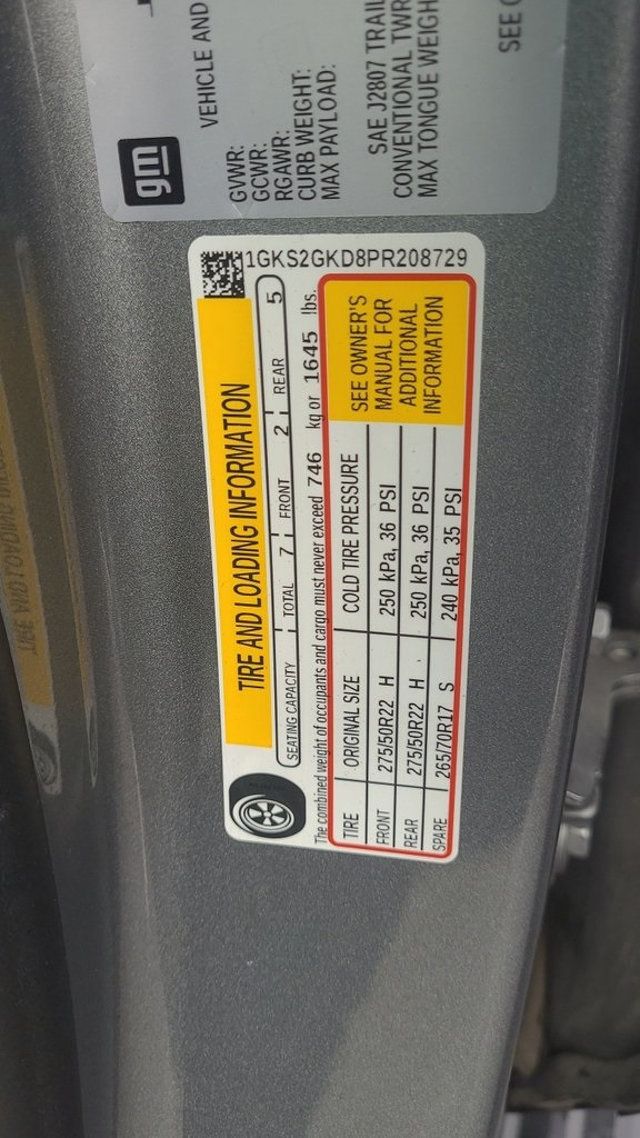 1GKS2GKD8PR208729
TIRE AND LOADING INFORMATION
SEATING CAPACITY TOTAL 7 FRONT 2 REAR 5
The combined weight of occupants and cargo must never exceed 746 kg or 1645 lbs.
TIRE ORIGINAL SIZE COLD TIRE PRESSURE
FRONT 275/50R22 H 250 kPa, 36 PSI
REAR 275/50R22 H 250 kPa, 36 PSI
SPARE 265/70R17 S 240 kPa, 35 PSI
SEE OWNER'S
MANUAL FOR
ADDITIONAL
INFORMATION
gm
VEHICLE AND
GVWR:
GCWR:
RGAWR:
CURB WEIGHT:
MAX PAYLOAD:
SAE J2807 TRAIL
CONVENTIONAL TWR
MAX TONGUE WEIGH
SEE